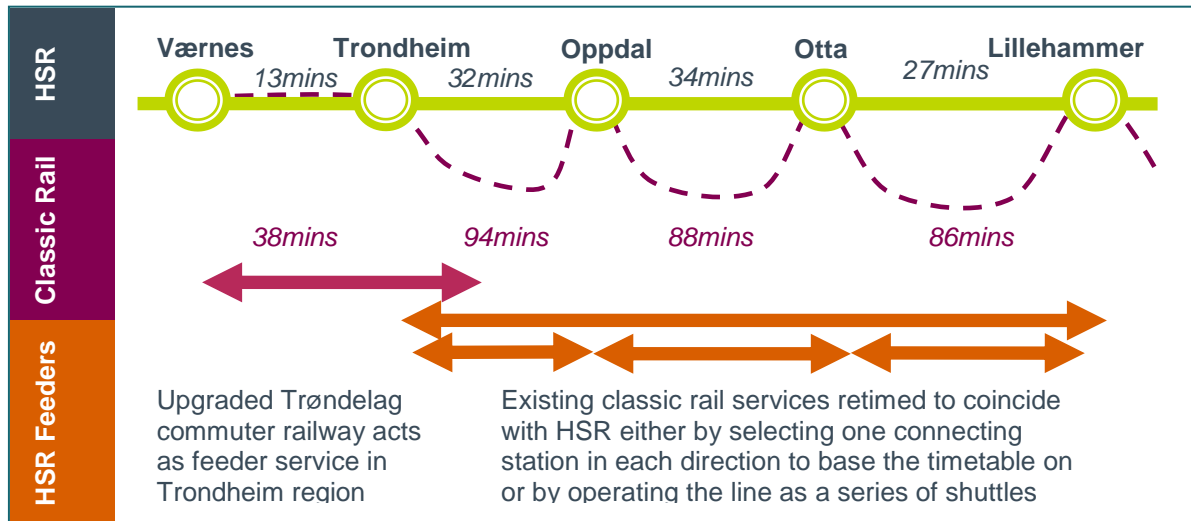 HSR
Værnes Trondheim Oppdal Otta Lillehammer
13mins 32mins 34mins 27mins
Classic Rail
38mins 94mins 88mins 86mins
HSR Feeders
Upgraded Trøndelag
commuter railway acts
as feeder service in
Trondheim region
Existing classic rail services retimed to coincide
with HSR either by selecting one connecting
station in each direction to base the timetable on
or by operating the line as a series of shuttles